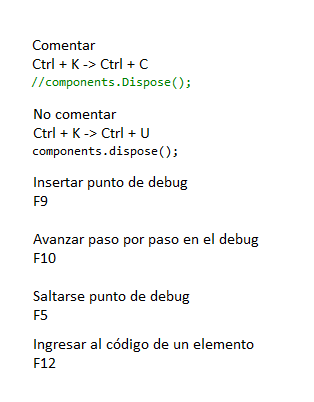 Comentar
Ctrl + K -> Ctrl + C
//components.Dispose();
No comentar
Ctrl + K -> Ctrl + U
components.dispose();
Insertar punto de debug
F9
Avanzar paso por paso en el debug
F10
Saltarse punto de debug
F5
Ingresar al código de un elemento
F12